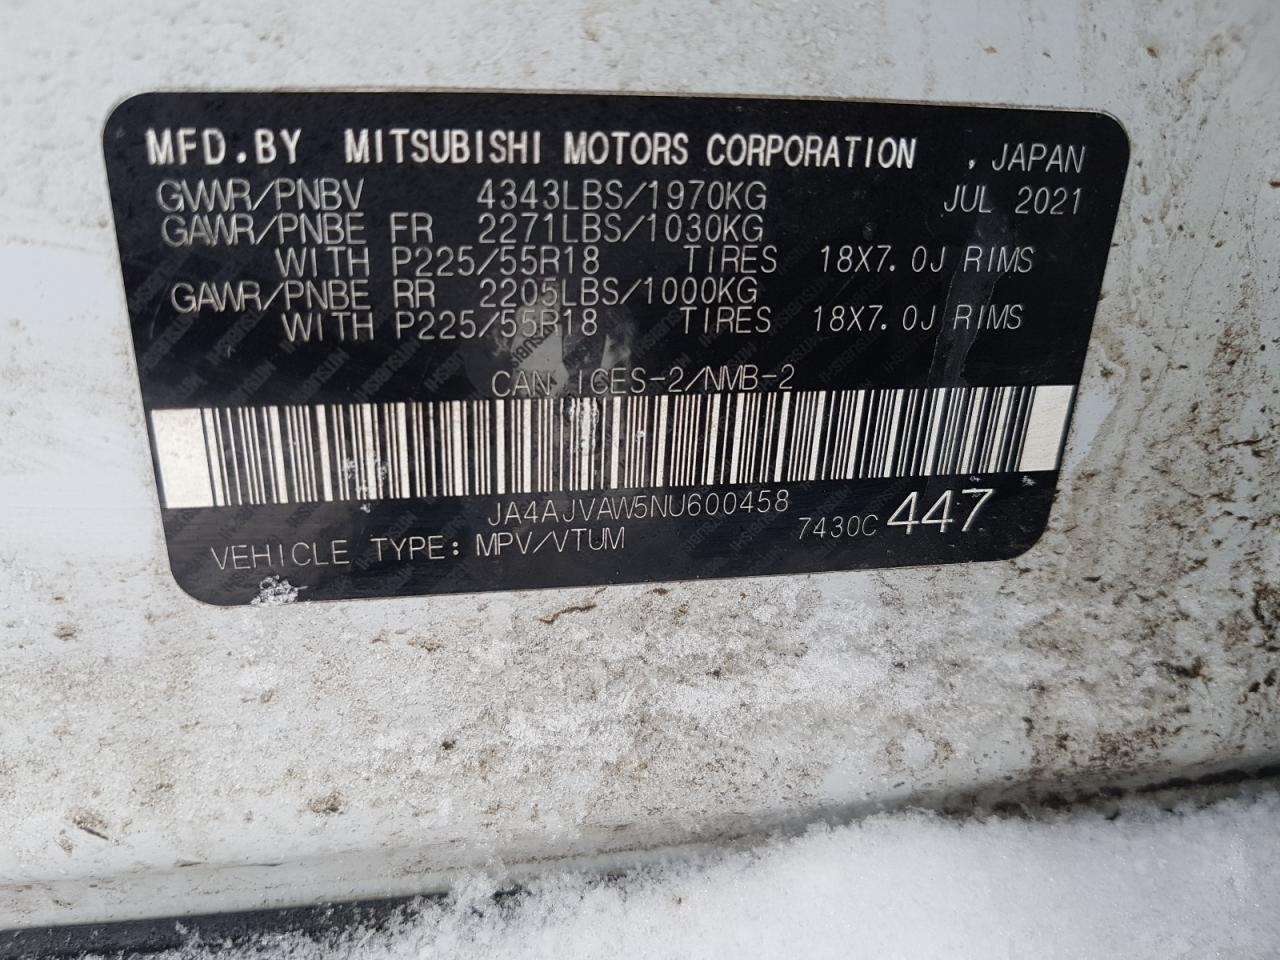 MFD.BY MITSUBISHI MOTORS CORPORATION , JAPAN
GVWR/PNBV 4343LBS/1970KG JUL 2021
GAWR/PNBE FR 2271LBS/1030KG
WITH P225/55R18 TIRES 18X7.0J RIMS
GAWR/PNBE RR 2205LBS/1000KG
WITH P225/55R18 TIRES 18X7.0J RIMS
CAN ICES-2/NMB-2
JA4AJVAW5NU600458
7430C 447
VEHICLE TYPE: MPV/VTUM